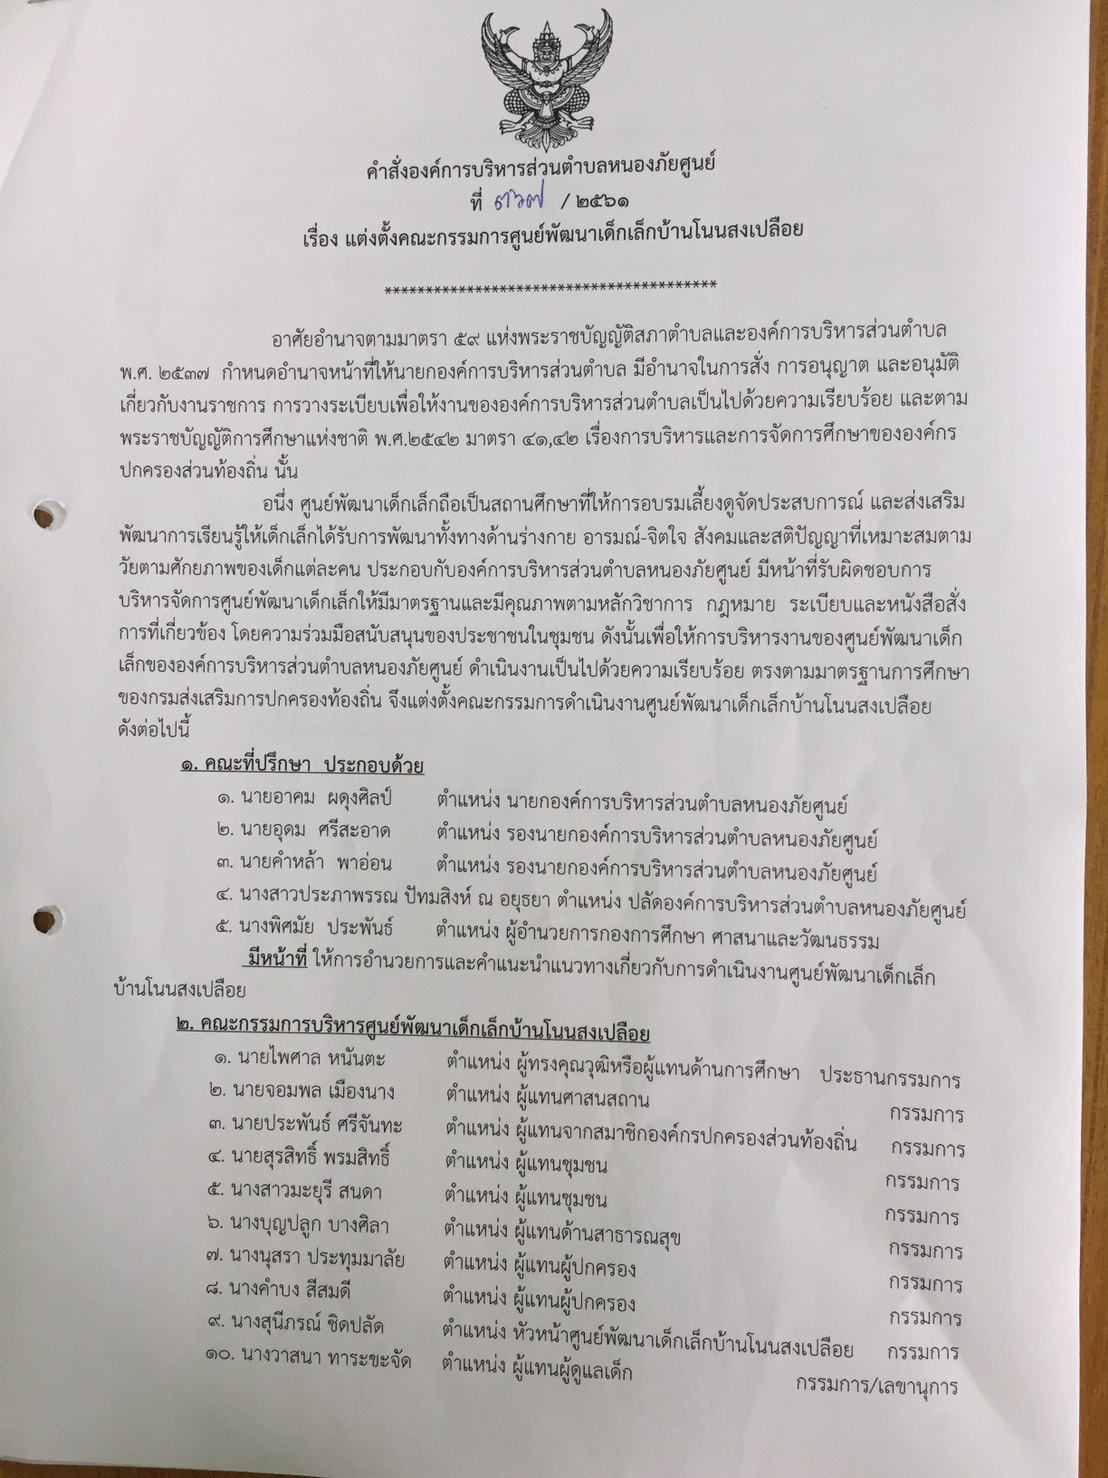 คำสั่งองค์การบริหารส่วนตำบลหนองภัยศูนย์
ที่ ๓๖๗ / ๒๕๖๑
เรื่อง แต่งตั้งคณะกรรมการศูนย์พัฒนาเด็กเล็กบ้านโนนสงเปลือย
****************************************
อาศัยอำนาจตามมาตรา ๕๙ แห่งพระราชบัญญัติสภาตำบลและองค์การบริหารส่วนตำบล
พ.ศ. ๒๕๓๗ กำหนดอำนาจหน้าที่ให้นายกองค์การบริหารส่วนตำบล มีอำนาจในการสั่ง การอนุญาต และอนุมัติ
เกี่ยวกับงานราชการ การวางระเบียบเพื่อให้งานขององค์การบริหารส่วนตำบลเป็นไปด้วยความเรียบร้อย และตาม
พระราชบัญญัติการศึกษาแห่งชาติ พ.ศ.๒๕๔๒ มาตรา ๔๑,๔๒ เรื่องการบริหารและการจัดการศึกษาขององค์กร
ปกครองส่วนท้องถิ่น นั้น
อนึ่ง ศูนย์พัฒนาเด็กเล็กถือเป็นสถานศึกษาที่ให้การอบรมเลี้ยงดูจัดประสบการณ์ และส่งเสริม
พัฒนาการเรียนรู้ให้เด็กเล็กได้รับการพัฒนาทั้งทางด้านร่างกาย อารมณ์-จิตใจ สังคมและสติปัญญาที่เหมาะสมตาม
วัยตามศักยภาพของเด็กแต่ละคน ประกอบกับองค์การบริหารส่วนตำบลหนองภัยศูนย์ มีหน้าที่รับผิดชอบการ
บริหารจัดการศูนย์พัฒนาเด็กเล็กให้มีมาตรฐานและมีคุณภาพตามหลักวิชาการ กฎหมาย ระเบียบและหนังสือสั่ง
การที่เกี่ยวข้อง โดยความร่วมมือสนับสนุนของประชาชนในชุมชน ดังนั้นเพื่อให้การบริหารงานของศูนย์พัฒนาเด็ก
เล็กขององค์การบริหารส่วนตำบลหนองภัยศูนย์ ดำเนินงานเป็นไปด้วยความเรียบร้อย ตรงตามมาตรฐานการศึกษา
ของกรมส่งเสริมการปกครองท้องถิ่น จึงแต่งตั้งคณะกรรมการดำเนินงานศูนย์พัฒนาเด็กเล็กบ้านโนนสงเปลือย
ดังต่อไปนี้
๑. คณะที่ปรึกษา ประกอบด้วย
๑. นายอาคม ผดุงศิลป์ ตำแหน่ง นายกองค์การบริหารส่วนตำบลหนองภัยศูนย์
๒. นายอุดม ศรีสะอาด ตำแหน่ง รองนายกองค์การบริหารส่วนตำบลหนองภัยศูนย์
๓. นายคำหล้า พาอ่อน ตำแหน่ง รองนายกองค์การบริหารส่วนตำบลหนองภัยศูนย์
๔. นางสาวประภาพรรณ ปัทมสิงห์ ณ อยุธยา ตำแหน่ง ปลัดองค์การบริหารส่วนตำบลหนองภัยศูนย์
๕. นางพิศมัย ประพันธ์ ตำแหน่ง ผู้อำนวยการกองการศึกษา ศาสนาและวัฒนธรรม
มีหน้าที่ ให้การอำนวยการและคำแนะนำแนวทางเกี่ยวกับการดำเนินงานศูนย์พัฒนาเด็กเล็ก
บ้านโนนสงเปลือย
๒. คณะกรรมการบริหารศูนย์พัฒนาเด็กเล็กบ้านโนนสงเปลือย
๑. นายไพศาล หนันตะ ตำแหน่ง ผู้ทรงคุณวุฒิหรือผู้แทนด้านการศึกษา ประธานกรรมการ
๒. นายจอมพล เมืองนาง ตำแหน่ง ผู้แทนศาสนสถาน กรรมการ
๓. นายประพันธ์ ศรีจันทะ ตำแหน่ง ผู้แทนจากสมาชิกองค์กรปกครองส่วนท้องถิ่น กรรมการ
๔. นายสุรสิทธิ์ พรมสิทธิ์ ตำแหน่ง ผู้แทนชุมชน กรรมการ
๕. นางสาวมะยุรี สนดา ตำแหน่ง ผู้แทนชุมชน กรรมการ
๖. นางบุญปลูก บางศิลา ตำแหน่ง ผู้แทนด้านสาธารณสุข กรรมการ
๗. นางนุสรา ประทุมมาลัย ตำแหน่ง ผู้แทนผู้ปกครอง กรรมการ
๘. นางคำบง สีสมดี ตำแหน่ง ผู้แทนผู้ปกครอง กรรมการ
๙. นางสุนีภรณ์ ชิดปลัด ตำแหน่ง หัวหน้าศูนย์พัฒนาเด็กเล็กบ้านโนนสงเปลือย กรรมการ
๑๐. นางวาสนา ทาระขะจัด ตำแหน่ง ผู้แทนผู้ดูแลเด็ก กรรมการ/เลขานุการ